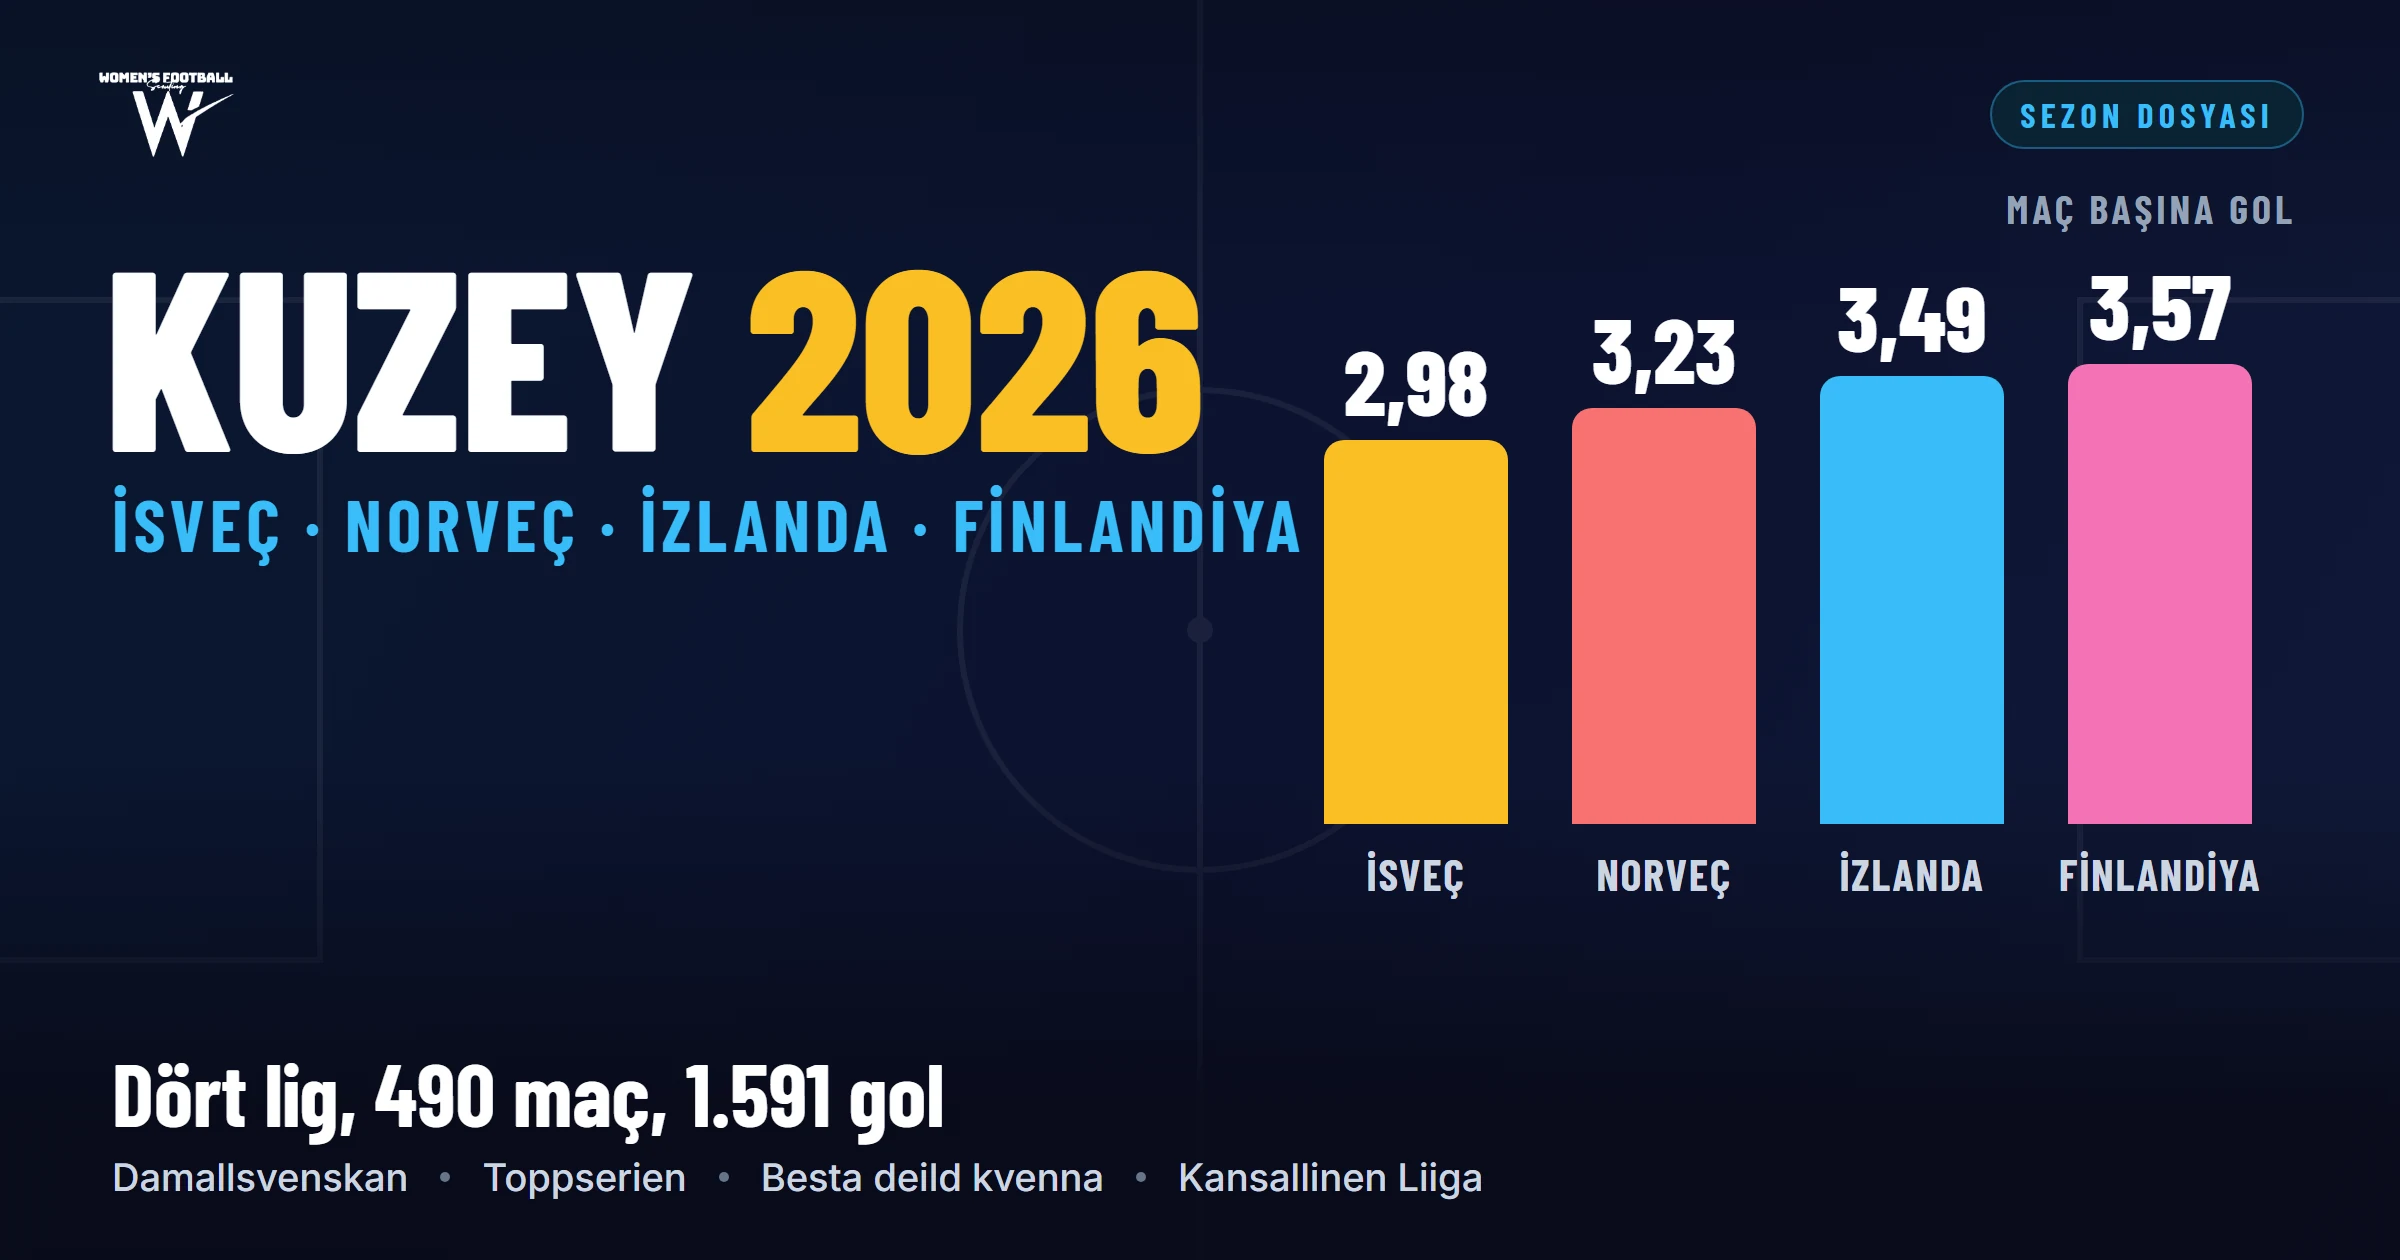 WOMEN'S FOOTBALL
W
SEZON DOSYASI
MAÇ BAŞINA GOL
KUZEY 2026
İSVEÇ · NORVEÇ · İZLANDA · FİNLANDİYA
2,98
3,23
3,49
3,57
İSVEÇ
NORVEÇ
İZLANDA
FİNLANDİYA
Dört lig, 490 maç, 1.591 gol
Damallsvenskan • Toppserien • Besta deild kvenna • Kansallinen Liiga